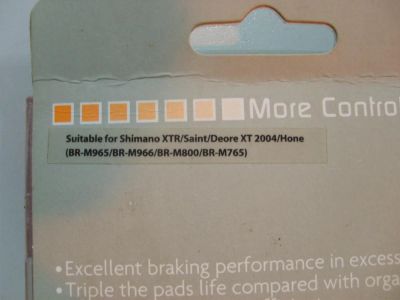 More Control
Suitable for Shimano XTR/Saint/Deore XT 2004/Hone
(BR-M965/BR-M966/BR-M800/BR-M765)
•Excellent braking performance in excess
•Triple the pads life compared with orga